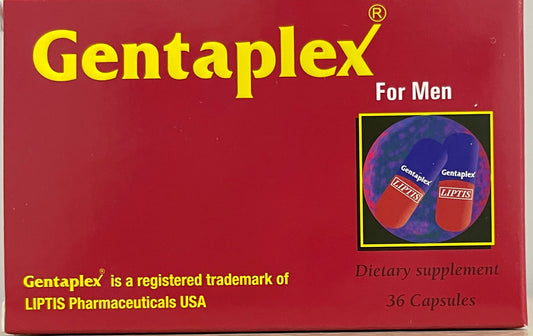 Gentaplex®
For Men
Gentaplex
LIPTIS
Gentaplex
LIPTIS
Dietary supplement
36 Capsules
Gentaplex® is a registered trademark of
LIPTIS Pharmaceuticals USA